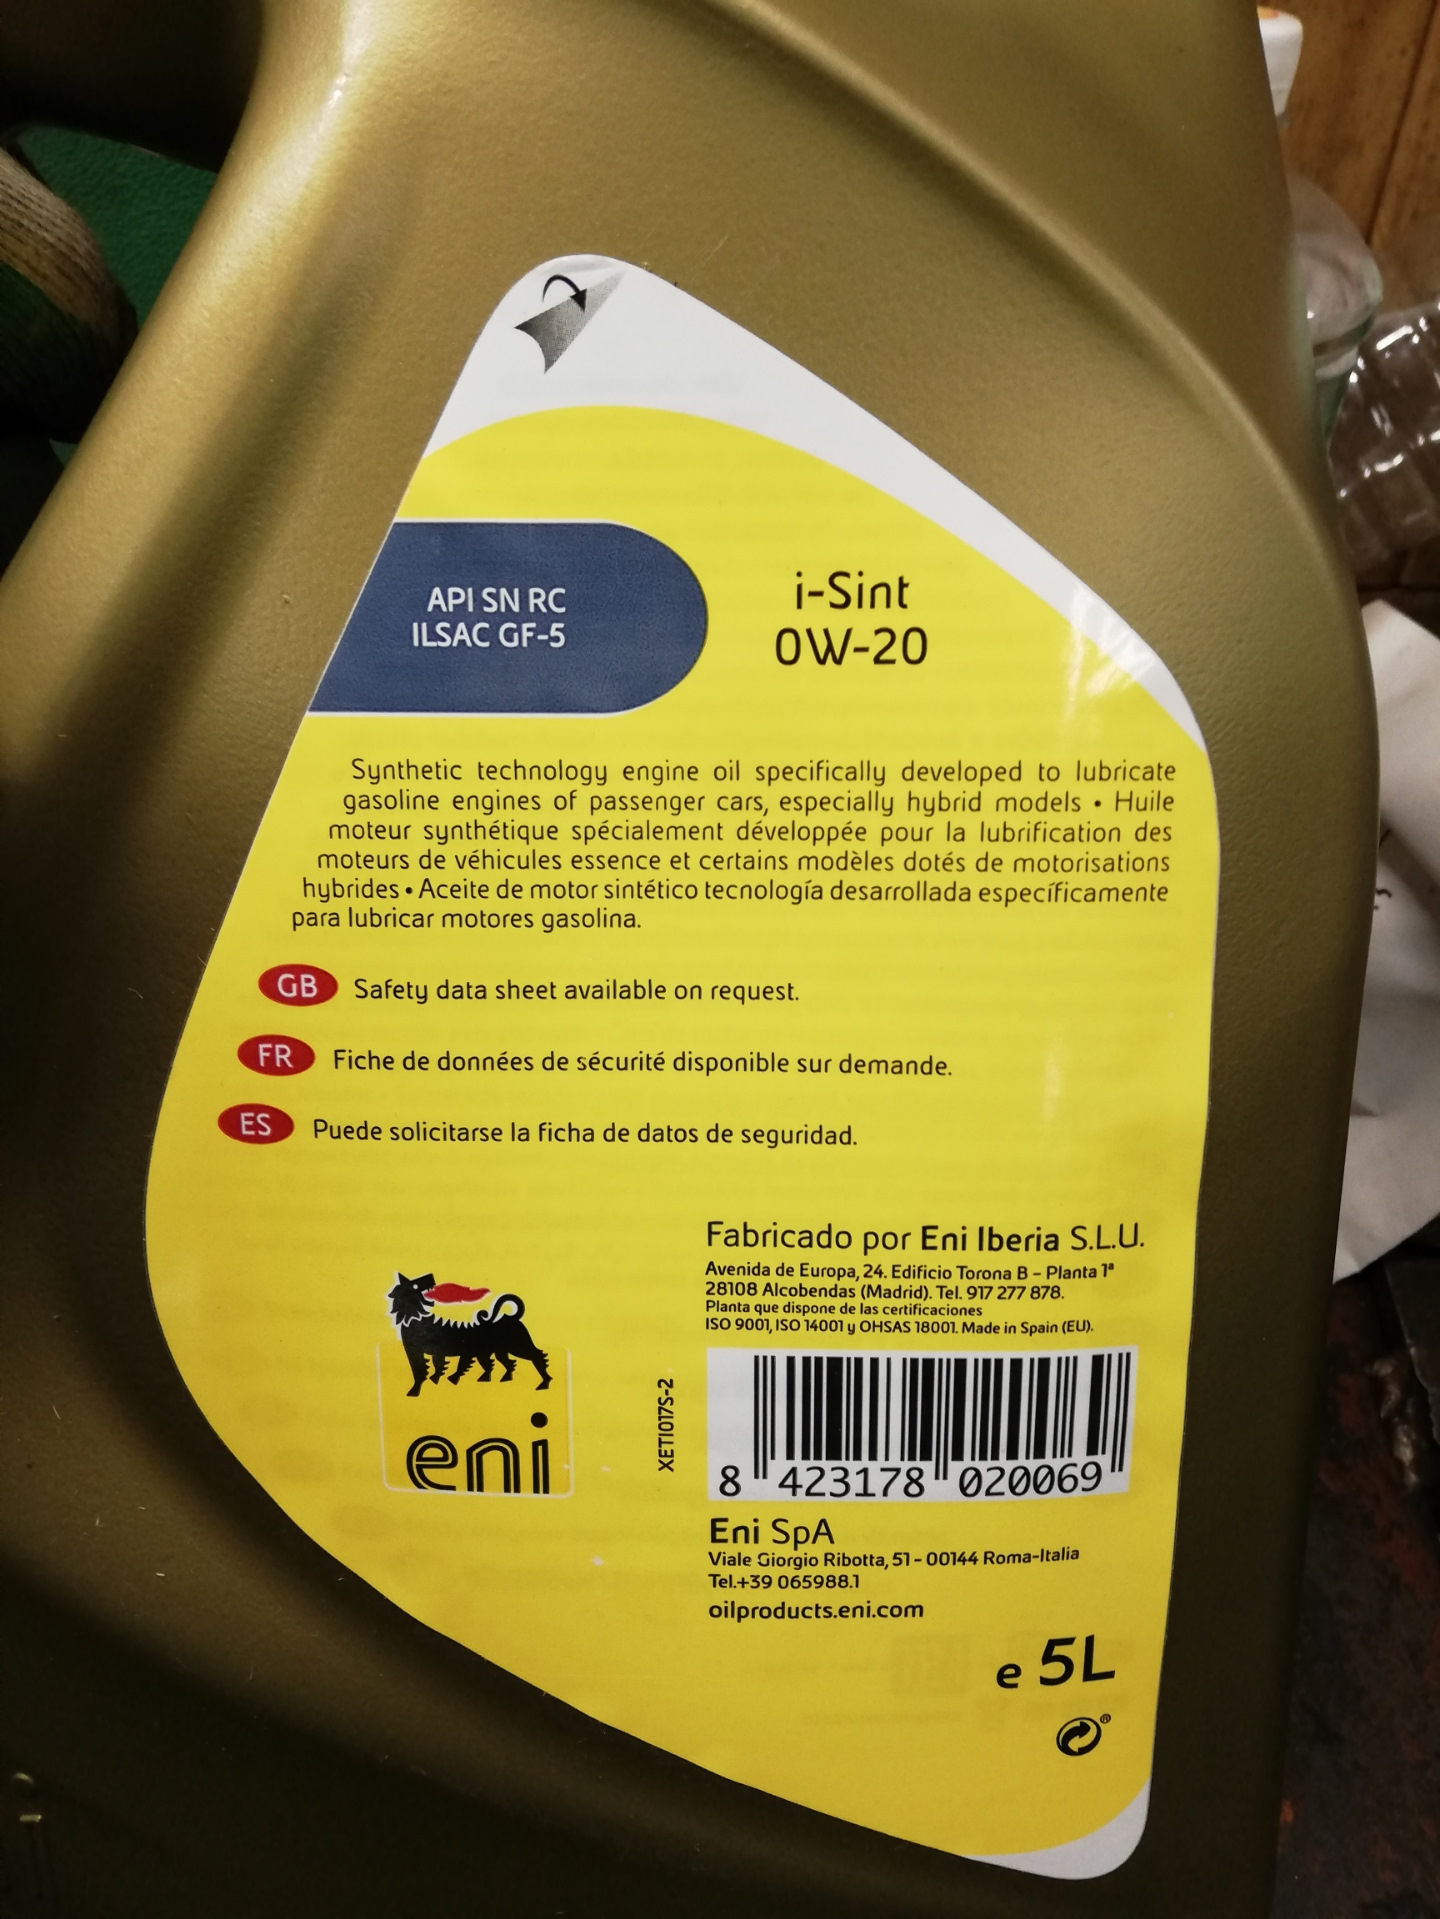 API SN RC
ILSAC GF-5
i-Sint
0W-20
Synthetic technology engine oil specifically developed to lubricate
gasoline engines of passenger cars, especially hybrid models • Huile
moteur synthétique spécialement développée pour la lubrification des
moteurs de véhicules essence et certains modèles dotés de motorisations
hybrides • Aceite de motor sintético tecnología desarrollada específicamente
para lubricar motores gasolina.
GB Safety data sheet available on request.
FR Fiche de données de sécurité disponible sur demande.
ES Puede solicitarse la ficha de datos de seguridad.
Fabricado por Eni Iberia S.L.U.
Avenida de Europa, 24. Edificio Torona B - Planta 1ª
28108 Alcobendas (Madrid). Tel. 917 277 878.
Planta que dispone de las certificaciones
ISO 9001, ISO 14001 y OHSAS 18001. Made in Spain (EU).
eni
XETI017S-2
8 423178 020069
Eni SpA
Viale Giorgio Ribotta, 51 - 00144 Roma-Italia
Tel.+39 065988.1
oilproducts.eni.com
e 5L
®